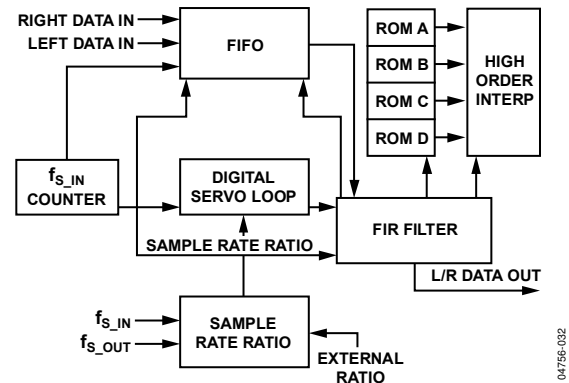 RIGHT DATA IN
LEFT DATA IN
FIFO
ROM A
ROM B
ROM C
ROM D
HIGH
ORDER
INTERP
fS_IN
COUNTER
DIGITAL
SERVO LOOP
FIR FILTER
SAMPLE RATE RATIO
L/R DATA OUT
fS_IN
fS_OUT
SAMPLE
RATE RATIO
EXTERNAL
RATIO
04756-032